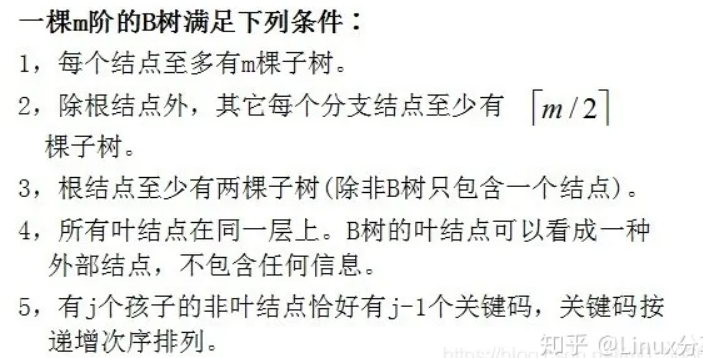 一棵m阶的B树满足下列条件：
1，每个结点至多有m棵子树。
2，除根结点外，其它每个分支结点至少有 ⌈m/2⌉
棵子树。
3，根结点至少有两棵子树(除非B树只包含一个结点)。
4，所有叶结点在同一层上。B树的叶结点可以看成一种
外部结点，不包含任何信息。
5，有j个孩子的非叶结点恰好有j-1个关键码，关键码按
递增次序排列。
知乎 @Linux分